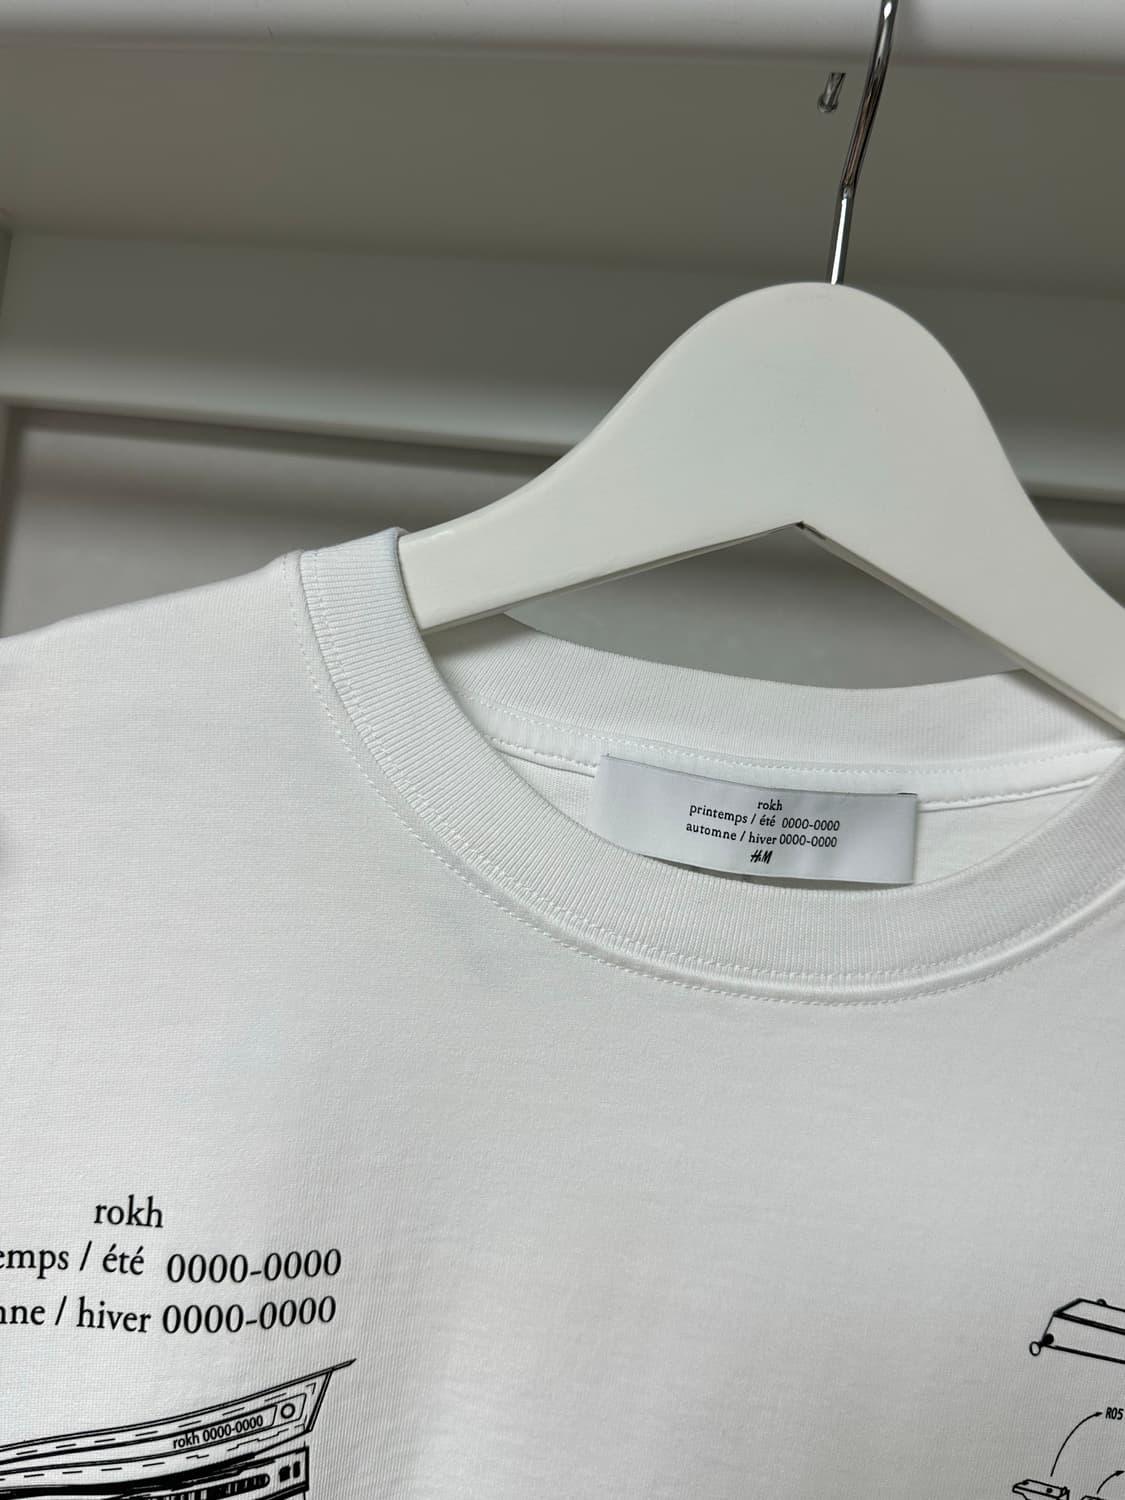 rokh
printemps / été 0000-0000
automne / hiver 0000-0000
H&M
rokh
emps / été 0000-0000
nne / hiver 0000-0000
rokh 0000-0000
R05